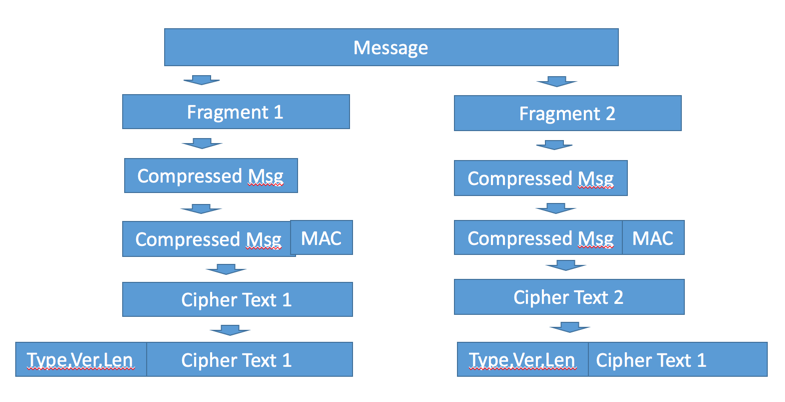 Message
Fragment 1
Fragment 2
Compressed Msg
Compressed Msg
Compressed Msg MAC
Compressed Msg MAC
Cipher Text 1
Cipher Text 2
Type,Ver,Len Cipher Text 1
Type,Ver,Len Cipher Text 1